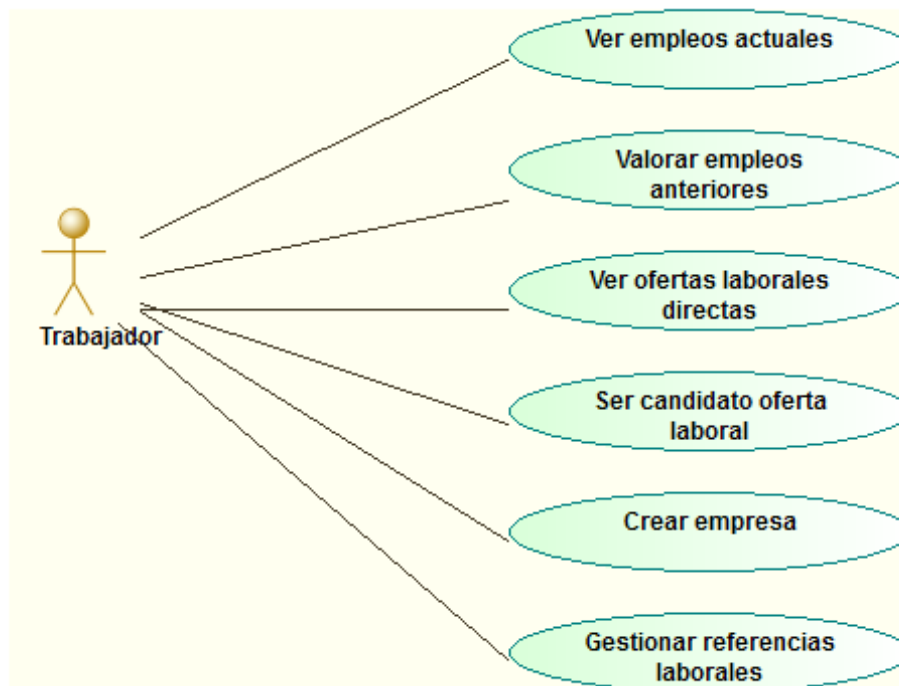 Ver empleos actuales
Valorar empleos
anteriores
Ver ofertas laborales
directas
Trabajador
Ser candidato oferta
laboral
Crear empresa
Gestionar referencias
laborales